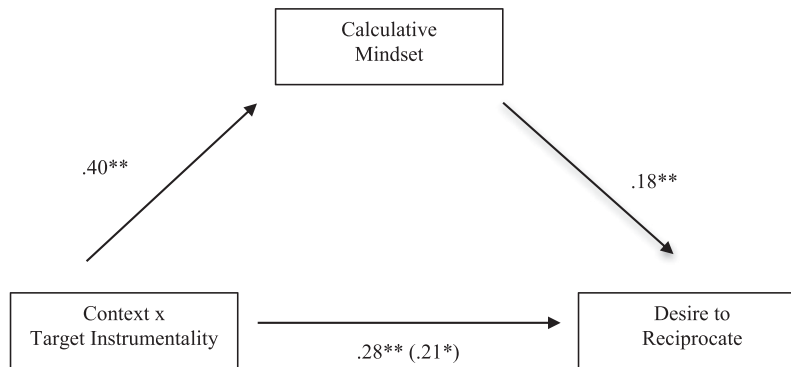 Calculative
Mindset
.40**
.18**
Context x
Target Instrumentality
Desire to
Reciprocate
.28** (.21*)